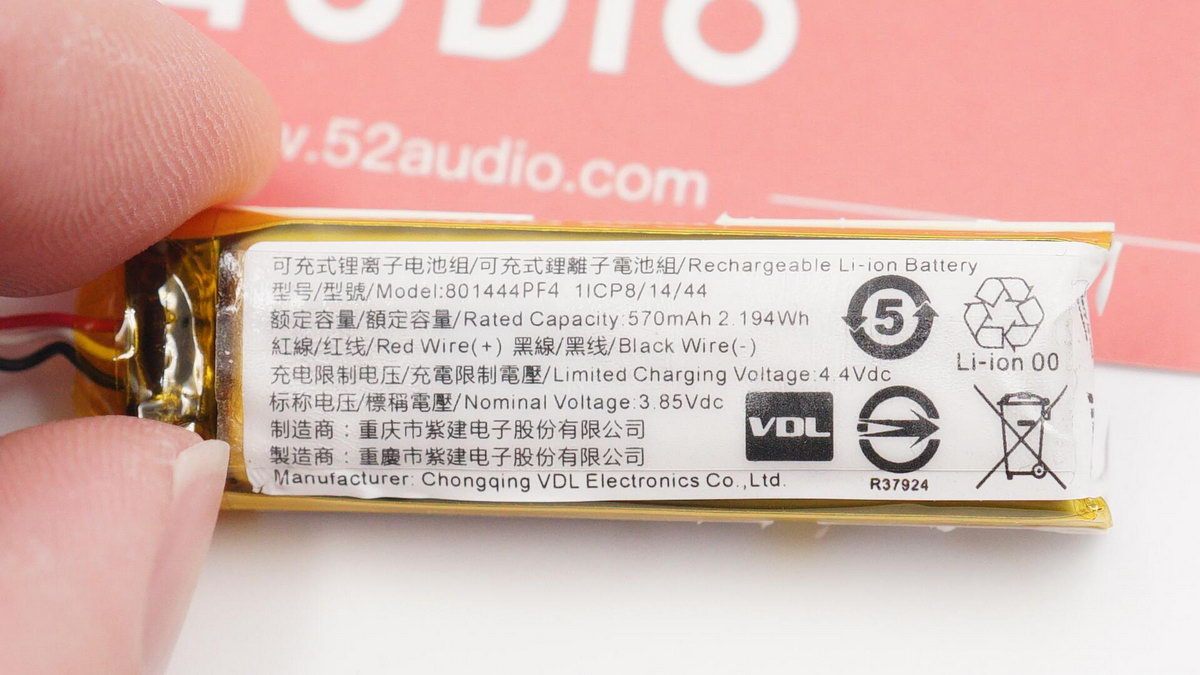 AUDIO
w.52audio.com
可充式锂离子电池组/可充式鋰離子電池組/Rechargeable Li-ion Battery
型号/型號/Model:801444PF4 1ICP8/14/44
额定容量/額定容量/Rated Capacity:570mAh 2.194Wh
紅線/红线/Red Wire(+) 黑線/黑线/Black Wire(-)
充电限制电压/充電限制電壓/Limited Charging Voltage:4.4Vdc
标称电压/標稱電壓/Nominal Voltage:3.85Vdc
制造商：重庆市紫建电子股份有限公司
製造商：重慶市紫建电子股份有限公司
Manufacturer: Chongqing VDL Electronics Co.,Ltd.
5
Li-ion 00
VDL
R37924